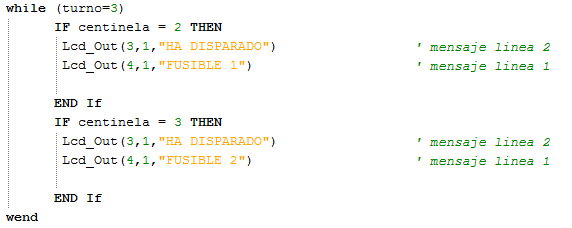 while (turno=3)
IF centinela = 2 THEN
Lcd_Out(3,1,"HA DISPARADO") ' mensaje linea 2
Lcd_Out(4,1,"FUSIBLE 1") ' mensaje linea 1
END If
IF centinela = 3 THEN
Lcd_Out(3,1,"HA DISPARADO") ' mensaje linea 2
Lcd_Out(4,1,"FUSIBLE 2") ' mensaje linea 1
END If
wend